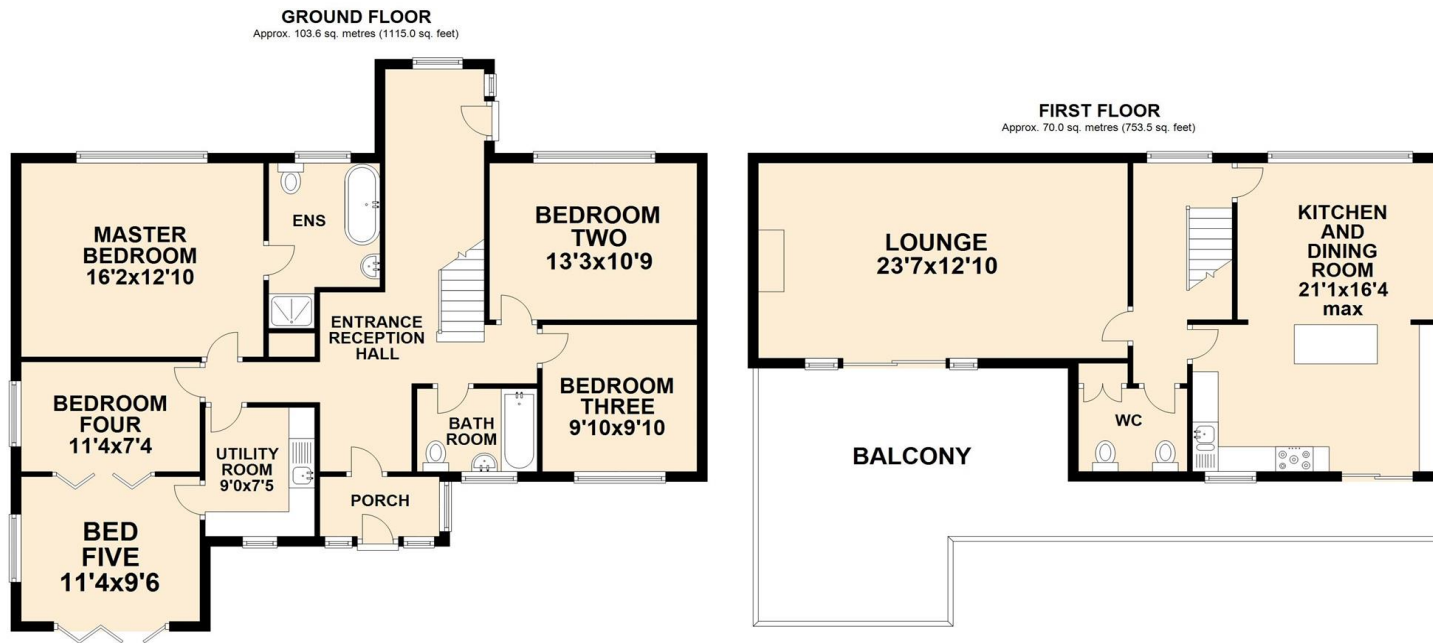 GROUND FLOOR
Approx. 103.6 sq. metres (1115.0 sq. feet)
MASTER
BEDROOM
16'2x12'10
ENS
BEDROOM
TWO
13'3x10'9
ENTRANCE
RECEPTION
HALL
BEDROOM
THREE
9'10x9'10
BEDROOM
FOUR
11'4x7'4
BATH
ROOM
UTILITY
ROOM
9'0x7'5
PORCH
BED
FIVE
11'4x9'6
FIRST FLOOR
Approx. 70.0 sq. metres (753.5 sq. feet)
LOUNGE
23'7x12'10
KITCHEN
AND
DINING
ROOM
21'1x16'4
max
WC
BALCONY